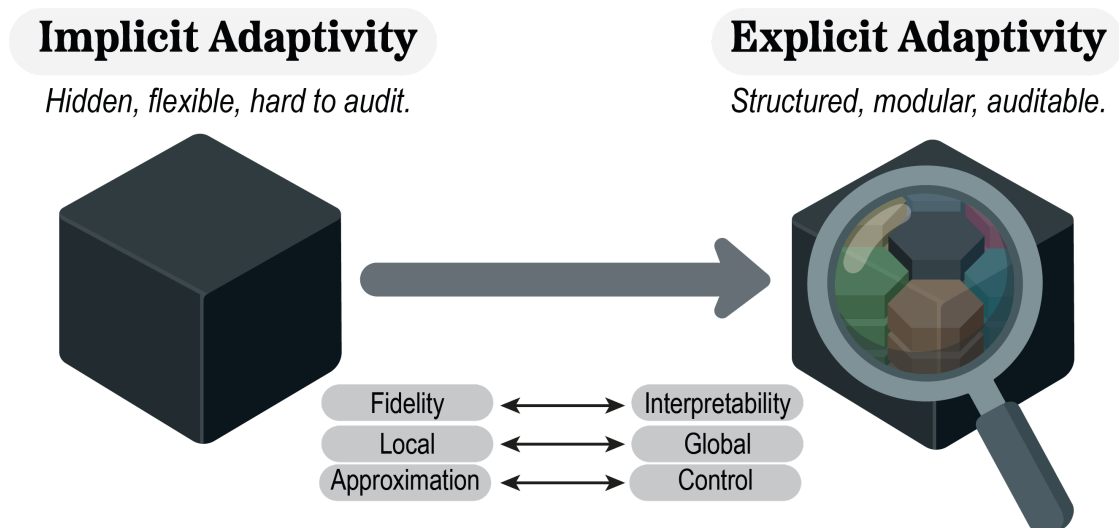 Implicit Adaptivity
Explicit Adaptivity
Hidden, flexible, hard to audit.
Structured, modular, auditable.
Fidelity
Interpretability
Local
Global
Approximation
Control